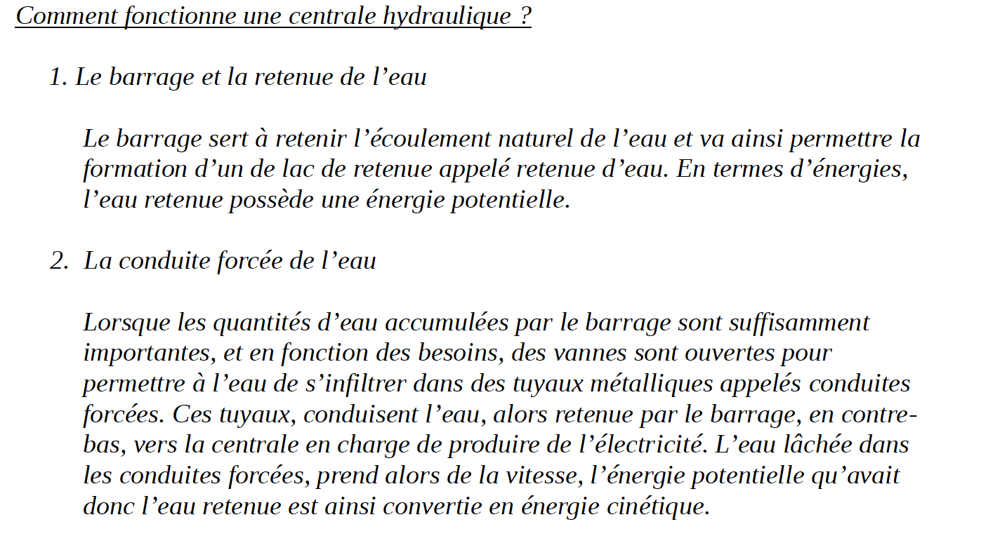 Comment fonctionne une centrale hydraulique ?
1. Le barrage et la retenue de l’eau
Le barrage sert à retenir l’écoulement naturel de l’eau et va ainsi permettre la
formation d’un de lac de retenue appelé retenue d’eau. En termes d’énergies,
l’eau retenue possède une énergie potentielle.
2. La conduite forcée de l’eau
Lorsque les quantités d’eau accumulées par le barrage sont suffisamment
importantes, et en fonction des besoins, des vannes sont ouvertes pour
permettre à l’eau de s’infiltrer dans des tuyaux métalliques appelés conduites
forcées. Ces tuyaux, conduisent l’eau, alors retenue par le barrage, en contre-
bas, vers la centrale en charge de produire de l’électricité. L’eau lâchée dans
les conduites forcées, prend alors de la vitesse, l’énergie potentielle qu’avait
donc l’eau retenue est ainsi convertie en énergie cinétique.